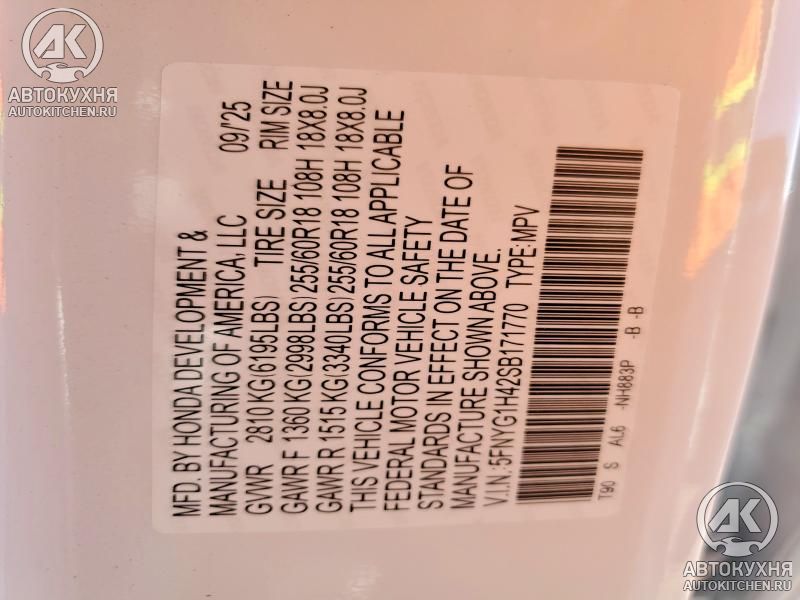 AK
АВТОКУХНЯ
AUTOKITCHEN.RU
MFD. BY HONDA DEVELOPMENT &
MANUFACTURING OF AMERICA, LLC 09/'25
GVWR 2810 KG(6195LBS) TIRE SIZE RIM SIZE
GAWR F 1360 KG(2998LBS) 255/60R18 108H 18X8.0J
GAWR R 1515 KG(3340LBS) 255/60R18 108H 18X8.0J
THIS VEHICLE CONFORMS TO ALL APPLICABLE
FEDERAL MOTOR VEHICLE SAFETY
STANDARDS IN EFFECT ON THE DATE OF
MANUFACTURE SHOWN ABOVE.
V.I.N:5FNYG1H42SB171770 TYPE:MPV
T90 S AL6 -NH883P -B -B
AK
АВТОКУХНЯ
AUTOKITCHEN.RU